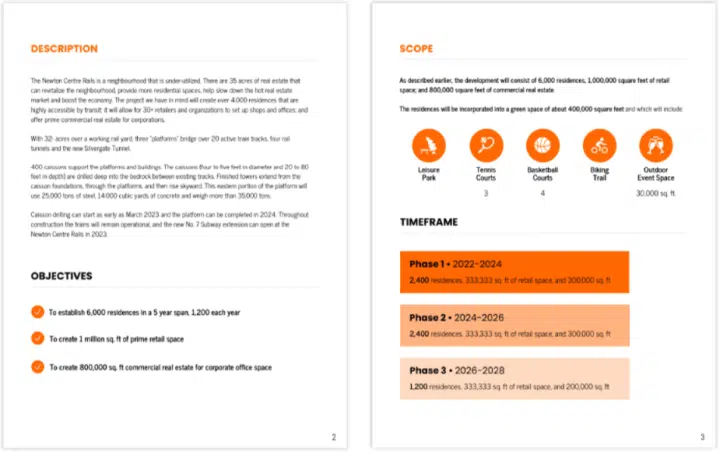 DESCRIPTION
The Newton Centre Rails is a neighbourhood that is under-utilized. There are 35 acres of real estate that
can revitalize the neighbourhood, provide more residential spaces, help slow down the hot real estate
market and boost the economy. The project we have in mind will create over 4,000 residences that are
highly accessible by transit; it will allow for 30+ retailers and organizations to set up shops and offices; and
offer prime commercial real estate for corporations.
With 32- acres over a working rail yard, three "platforms" bridge over 20 active train tracks, four rail
tunnels and the new Silvergate Tunnel.
400 caissons support the platforms and buildings. The caissons (four to five feet in diameter and 20 to 80
feet in depth) are drilled deep into the bedrock between existing tracks. Finished towers extend from the
caisson foundations, through the platforms, and then rise skyward. This eastern portion of the platform will
use 25,000 tons of steel, 14,000 cubic yards of concrete and weigh more than 35,000 tons.
Caisson drilling can start as early as March 2023 and the platform can be completed in 2024. Throughout
construction the trains will remain operational, and the new No. 7 Subway extension can open at the
Newton Centre Rails in 2023.
OBJECTIVES
To establish 6,000 residences in a 5 year span, 1,200 each year
To create 1 million sq. ft of prime retail space
To create 800,000 sq. ft commercial real estate for corporate office space
2
SCOPE
As described earlier, the development will consist of 6,000 residences, 1,000,000 square feet of retail
space; and 800,000 square feet of commercial real estate.
The residences will be incorporated into a green space of about 400,000 square feet and which will include:
Leisure Park
Tennis Courts
Basketball Courts
Biking Trail
Outdoor Event Space
3
4
30,000 sq. ft.
TIMEFRAME
Phase 1 • 2022-2024
2,400 residences, 333,333 sq. ft of retail space, and 300,000 sq. ft
Phase 2 • 2024-2026
2,400 residences, 333,333 sq. ft of retail space, and 300,000 sq. ft
Phase 3 • 2026-2028
1,200 residences, 333,333 sq. ft of retail space, and 200,000 sq. ft
3